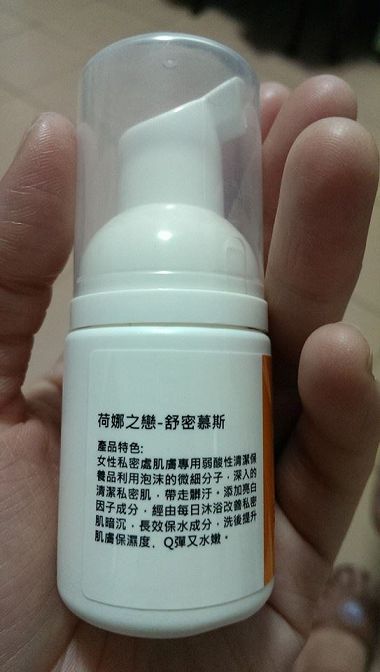 荷娜之戀-舒密慕斯
產品特色:
女性私密處肌膚專用弱酸性清潔保
養品利用泡沫的微細分子，深入的
清潔私密肌，帶走髒汙。添加亮白
因子成分，經由每日沐浴改善私密
肌暗沉，長效保水成分，洗後提升
肌膚保濕度，Q彈又水嫩。